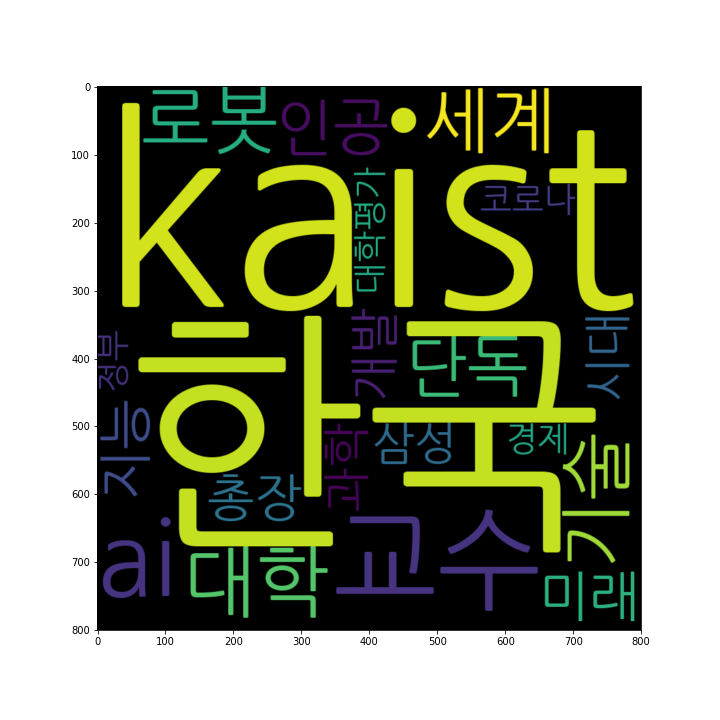 로봇
인공
세계
kaist
코로나
대학평가
한국
개발
단독
시대
정부
지능
과학
삼성
경제
기술
총장
ai
대학
교수
미래
0
100
200
300
400
500
600
700
800
0 100 200 300 400 500 600 700 800